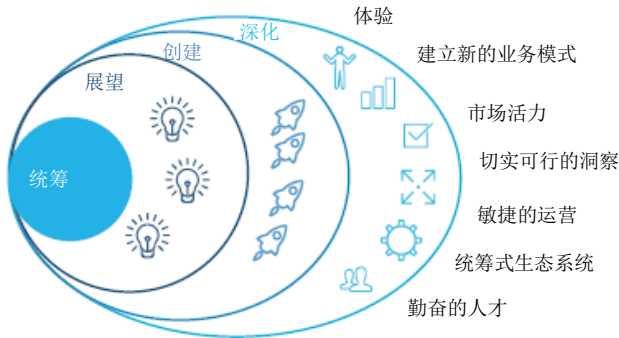 体验
深化
建立新的业务模式
创建
展望
市场活力
切实可行的洞察
统筹
敏捷的运营
统筹式生态系统
勤奋的人才